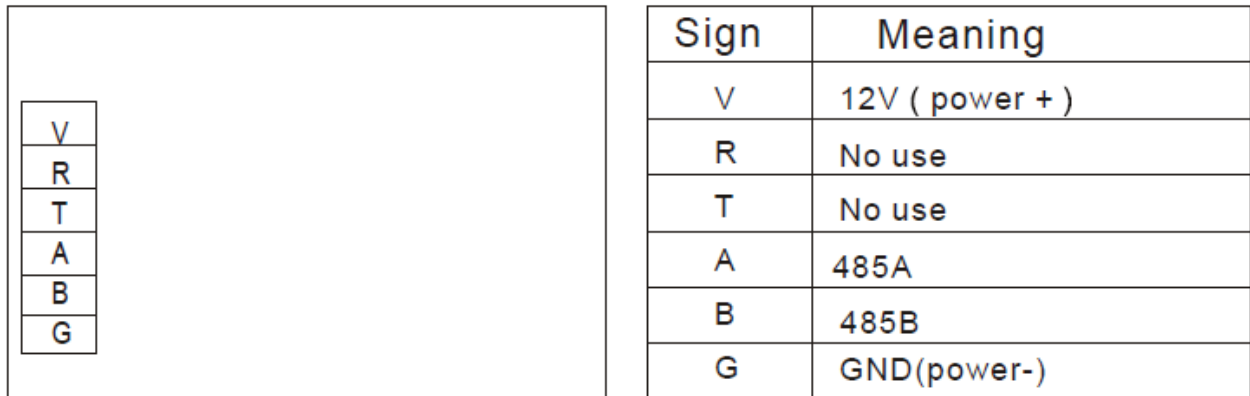 V
R
T
A
B
G
Sign Meaning
V 12V ( power + )
R No use
T No use
A 485A
B 485B
G GND(power-)